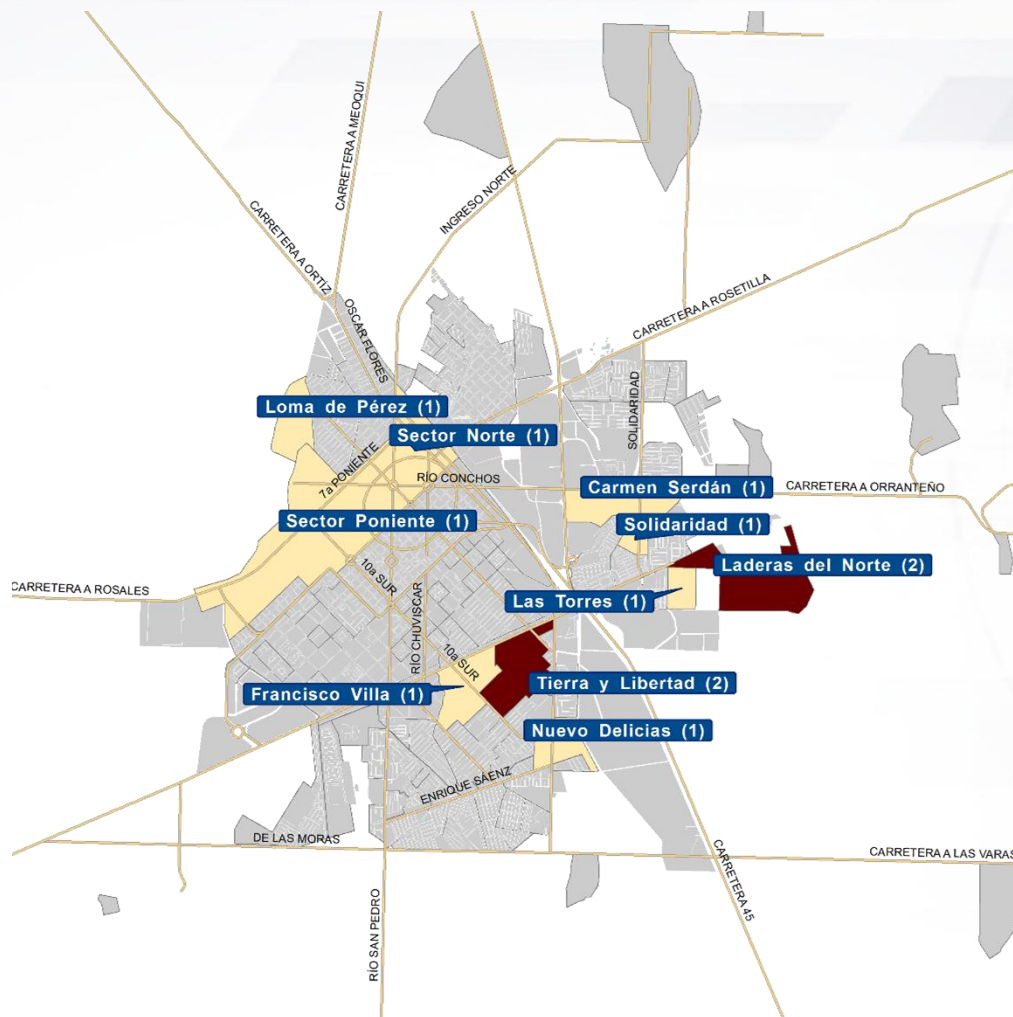 CARRETERA A MEOQUI
INGRESO NORTE
CARRETERA A ORTÍZ
CARRETERA A ROSETILLA
OSCAR FLORES
SOLIDARIDAD
Loma de Pérez (1)
Sector Norte (1)
7a PONIENTE
RÍO CONCHOS
Carmen Serdán (1)
CARRETERA A ORRANTEÑO
Sector Poniente (1)
Solidaridad (1)
Laderas del Norte (2)
10a SUR
CARRETERA A ROSALES
Las Torres (1)
RÍO CHUVISCAR
10a SUR
Francisco Villa (1)
Tierra y Libertad (2)
Nuevo Delicias (1)
ENRIQUE SÁENZ
DE LAS MORAS
CARRETERA A LAS VARAS
CARRETERA 45
RÍO SAN PEDRO